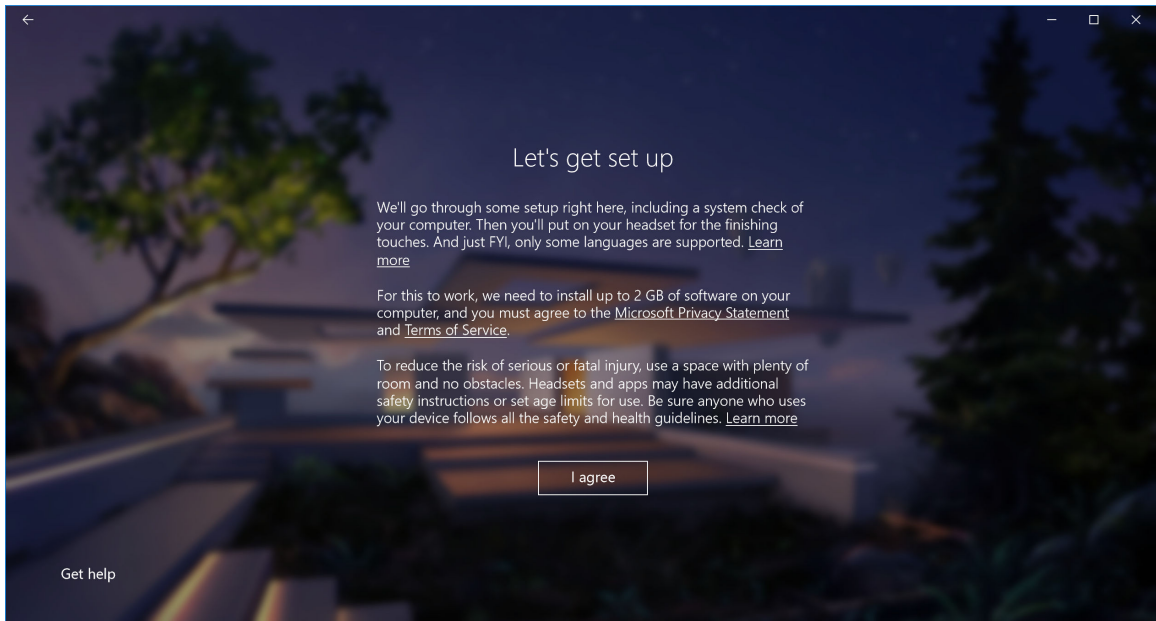 Let's get set up
We'll go through some setup right here, including a system check of
your computer. Then you'll put on your headset for the finishing
touches. And just FYI, only some languages are supported. Learn
more
For this to work, we need to install up to 2 GB of software on your
computer, and you must agree to the Microsoft Privacy Statement
and Terms of Service.
To reduce the risk of serious or fatal injury, use a space with plenty of
room and no obstacles. Headsets and apps may have additional
safety instructions or set age limits for use. Be sure anyone who uses
your device follows all the safety and health guidelines. Learn more
I agree
Get help